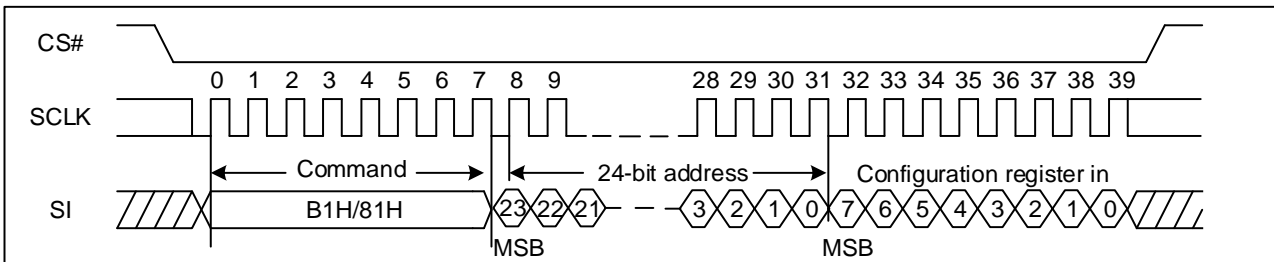 CS#
0 1 2 3 4 5 6 7 8 9 28 29 30 31 32 33 34 35 36 37 38 39
SCLK
Command 24-bit address Configuration register in
SI B1H/81H 23 22 21 3 2 1 0 7 6 5 4 3 2 1 0
MSB MSB